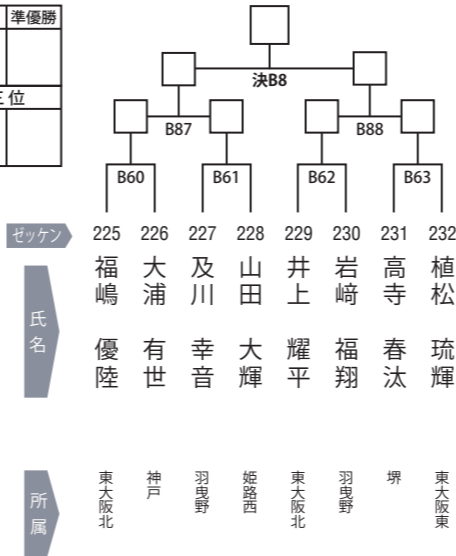 準優勝
位
決B8
B87
B88
B60
B61
B62
B63
ゼッケン
225
226
227
228
229
230
231
232
氏名
福嶋 優陸
大浦 有世
及川 幸音
山田 大輝
井上 耀平
岩﨑 福翔
高寺 春汰
植松 琉輝
所属
東大阪北
神戸
羽曳野
姫路西
東大阪北
羽曳野
堺
東大阪東